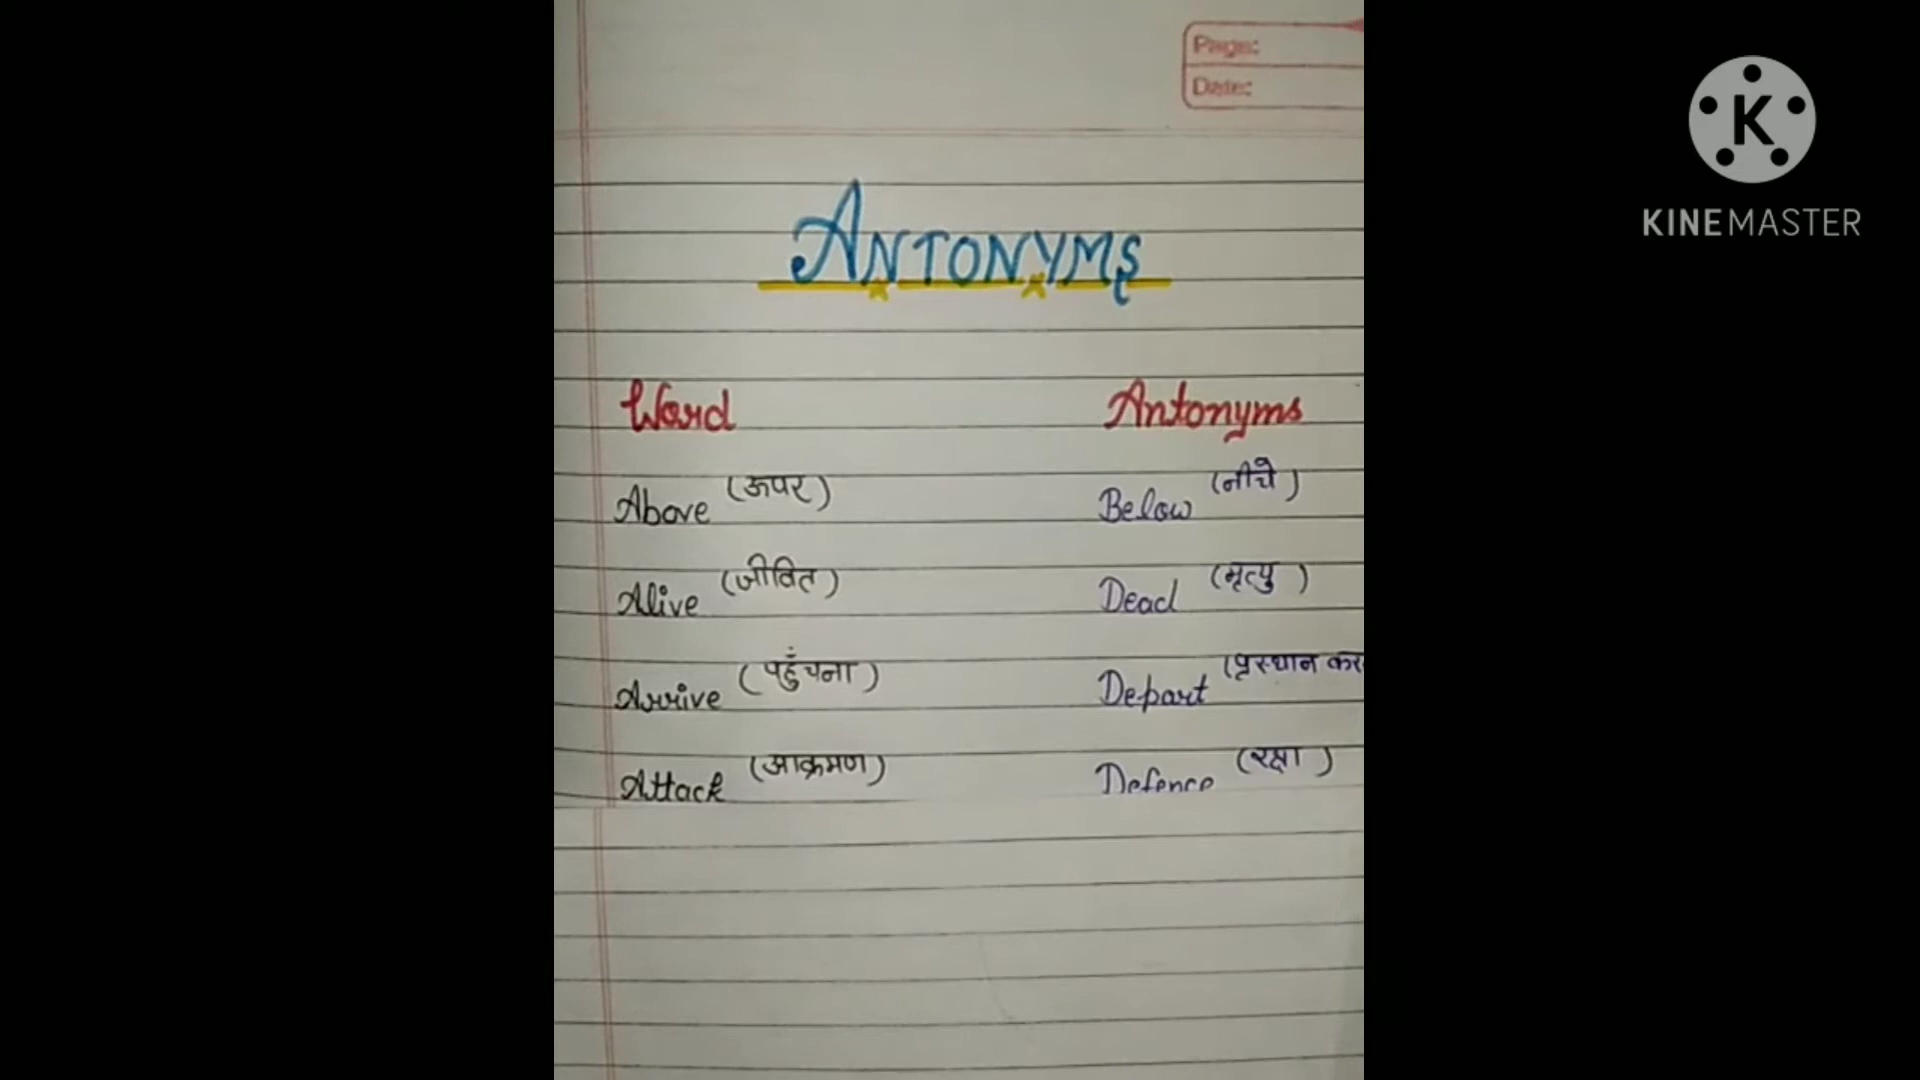 Page:
Date:
KINEMASTER
ANTONYMS
Word Antonyms
Above (ऊपर) Below (नीचे)
Alive (जीवित) Dead (मृत्यु)
Arrive (पहुँचना) Depart (प्रस्थान कर
Attack (आक्रमण) Defence (रक्षा)